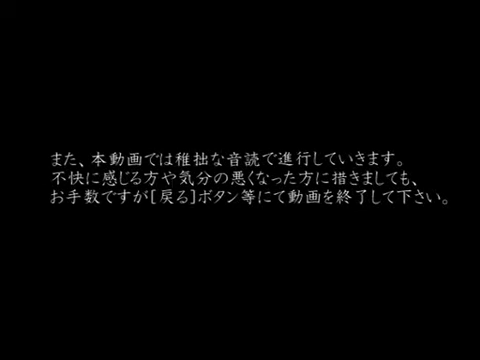 また、本動画では稚拙な音読で進行していきます。
不快に感じる方や気分の悪くなった方に措きましても、
お手数ですが[戻る]ボタン等にて動画を終了して下さい。